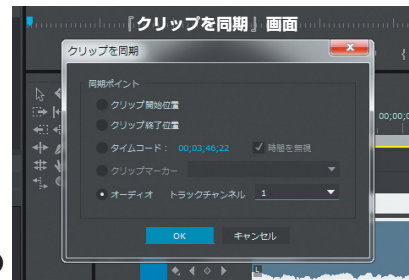 『クリップを同期』画面
クリップを同期
同期ポイント
クリップ開始位置
クリップ終了位置
タイムコード： 00;03;46;22 時間を無視
クリップマーカー
オーディオ トラックチャンネル 1
OK キャンセル
00;00;
L